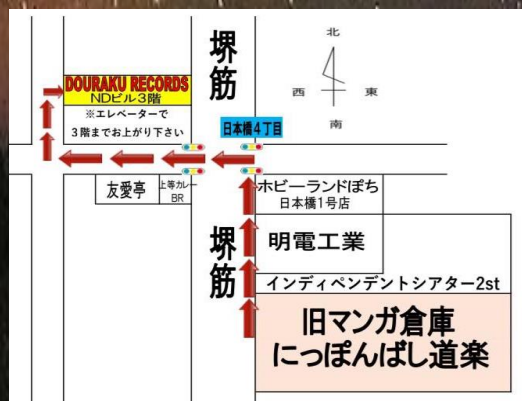 堺筋
北
西
東
南
DOURAKU RECORDS
NDビル3階
※エレベーターで
3階までお上がり下さい
日本橋4丁目
友愛亭
上等カレー
BR
ホビーランドぽち
日本橋1号店
堺筋
明電工業
インディペンデントシアター2st
旧マンガ倉庫
にっぽんばし道楽